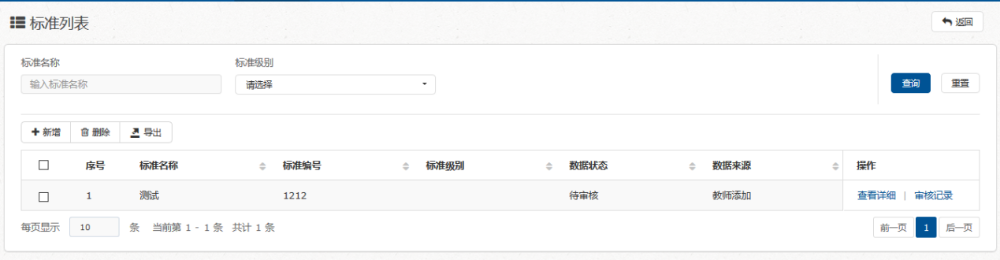 标准列表 返回
标准名称 标准级别
输入标准名称 请选择 查询 重置
新增 删除 导出
序号 标准名称 标准编号 标准级别 数据状态 数据来源 操作
1 测试 1212 待审核 教师添加 查看详细 | 审核记录
每页显示 10 条 当前第 1 - 1 条 共计 1 条 前一页 1 后一页